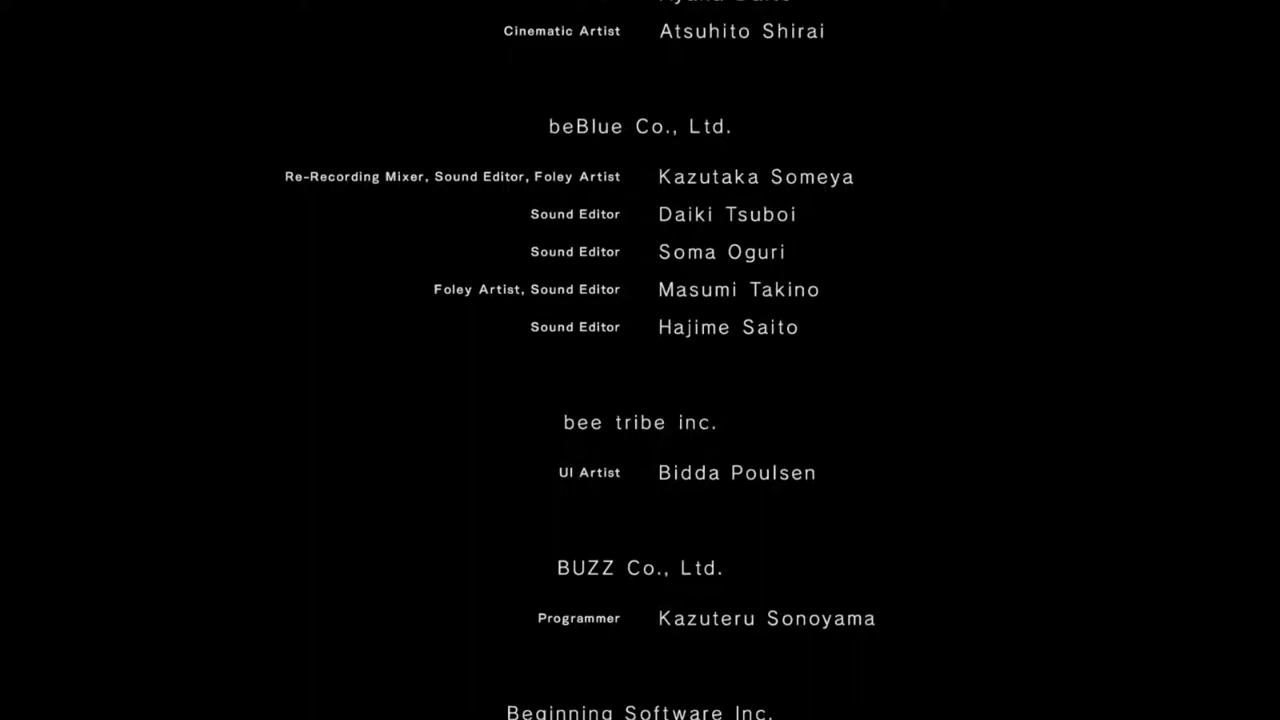 Cinematic Artist Atsuhito Shirai
beBlue Co., Ltd.
Re-Recording Mixer, Sound Editor, Foley Artist Kazutaka Someya
Sound Editor Daiki Tsuboi
Sound Editor Soma Oguri
Foley Artist, Sound Editor Masumi Takino
Sound Editor Hajime Saito
bee tribe inc.
UI Artist Bidda Poulsen
BUZZ Co., Ltd.
Programmer Kazuteru Sonoyama
Beginning Software Inc.